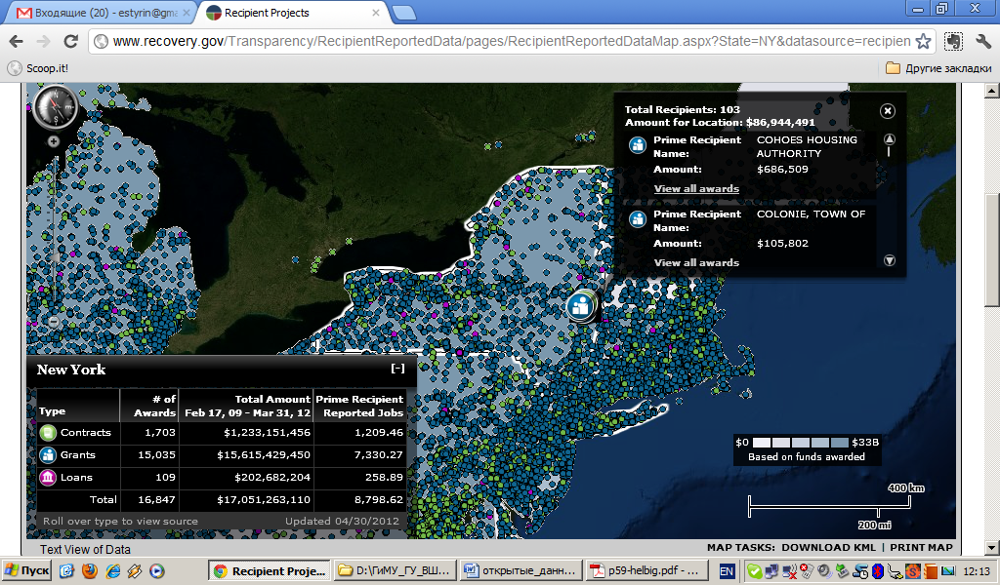 Входящие (20) - estyrin@gma
Recipient Projects
www.recovery.gov/Transparency/RecipientReportedData/pages/RecipientReportedDataMap.aspx?State=NY&datasource=recipien
Scoop.it!
Другие закладки
N
S
Total Recipients: 103
Amount for Location: $86,944,491
Prime Recipient Name: COHOES HOUSING AUTHORITY
Amount: $686,509
View all awards
Prime Recipient Name: COLONIE, TOWN OF
Amount: $105,802
View all awards
New York [-]
Type # of Awards Total Amount Feb 17, 09 - Mar 31, 12 Prime Recipient Reported Jobs
Contracts 1,703 $1,233,151,456 1,209.46
Grants 15,035 $15,615,429,450 7,330.27
Loans 109 $202,682,204 258.89
Total 16,847 $17,051,263,110 8,798.62
Roll over type to view source Updated 04/30/2012
$0 $33B
Based on funds awarded
400 km
200 mi
Text View of Data
MAP TASKS: DOWNLOAD KML | PRINT MAP
Пуск
Recipient Proje...
D:\ГиМУ_ГУ_ВШ...
открытые_данн...
p59-helbig.pdf - ...
EN
12:13